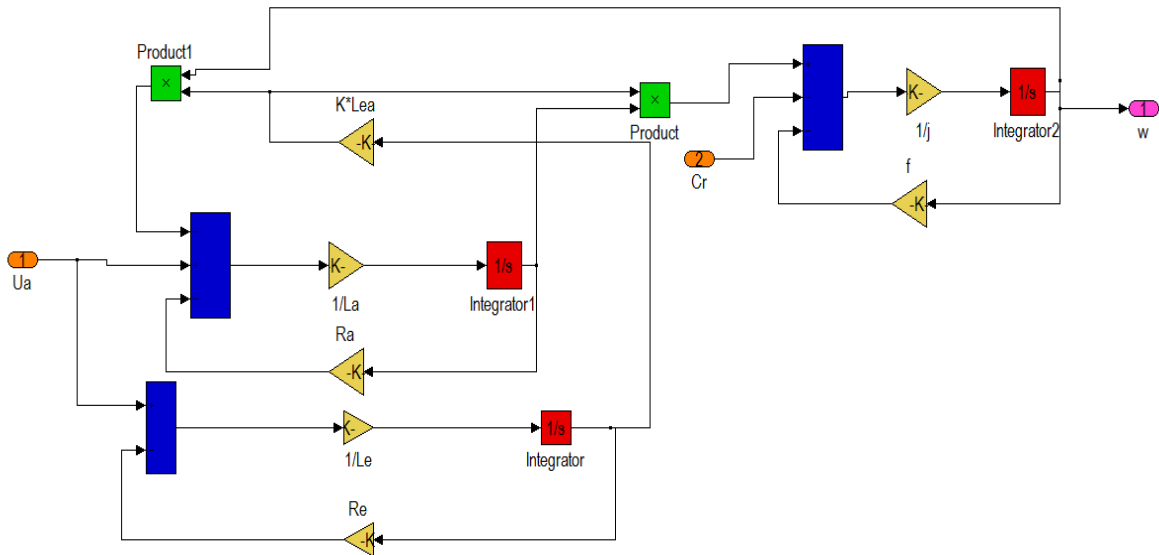 Product1
×
K*Lea
-K-
×
Product
K-
1/j
1/s
Integrator2
1
w
2
Cr
f
-K-
1
Ua
K-
1/La
1/s
Integrator1
Ra
-K-
K-
1/Le
1/s
Integrator
Re
-K